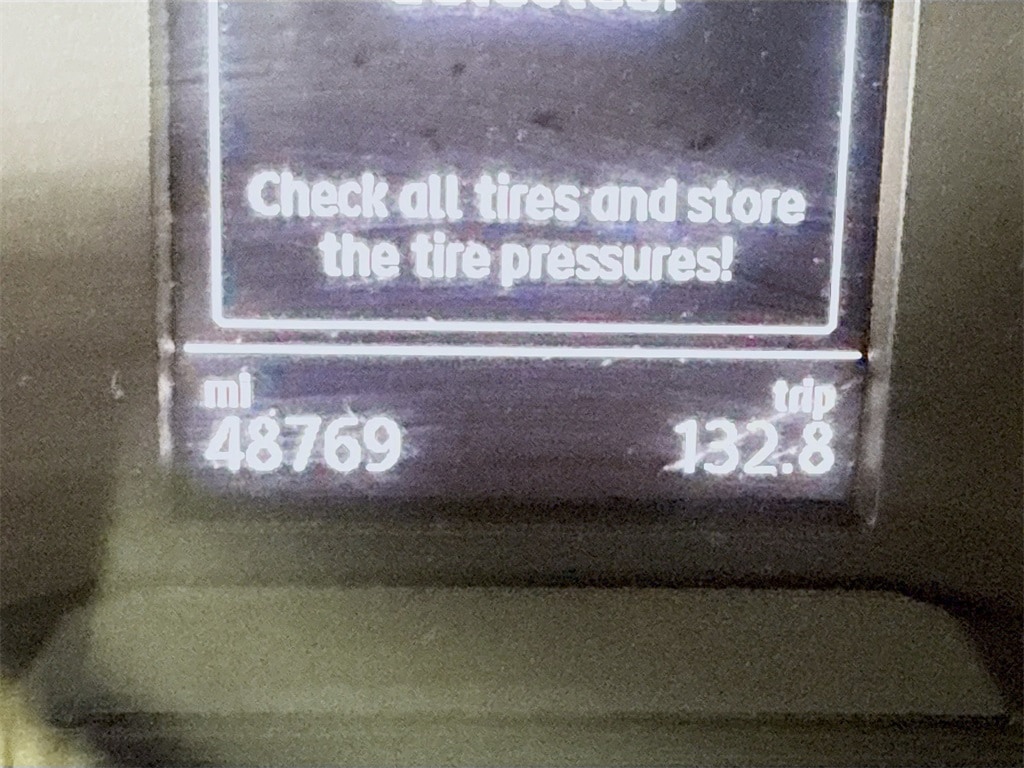 Check all tires and store
the tire pressures!
mi
trip
48769
132.8